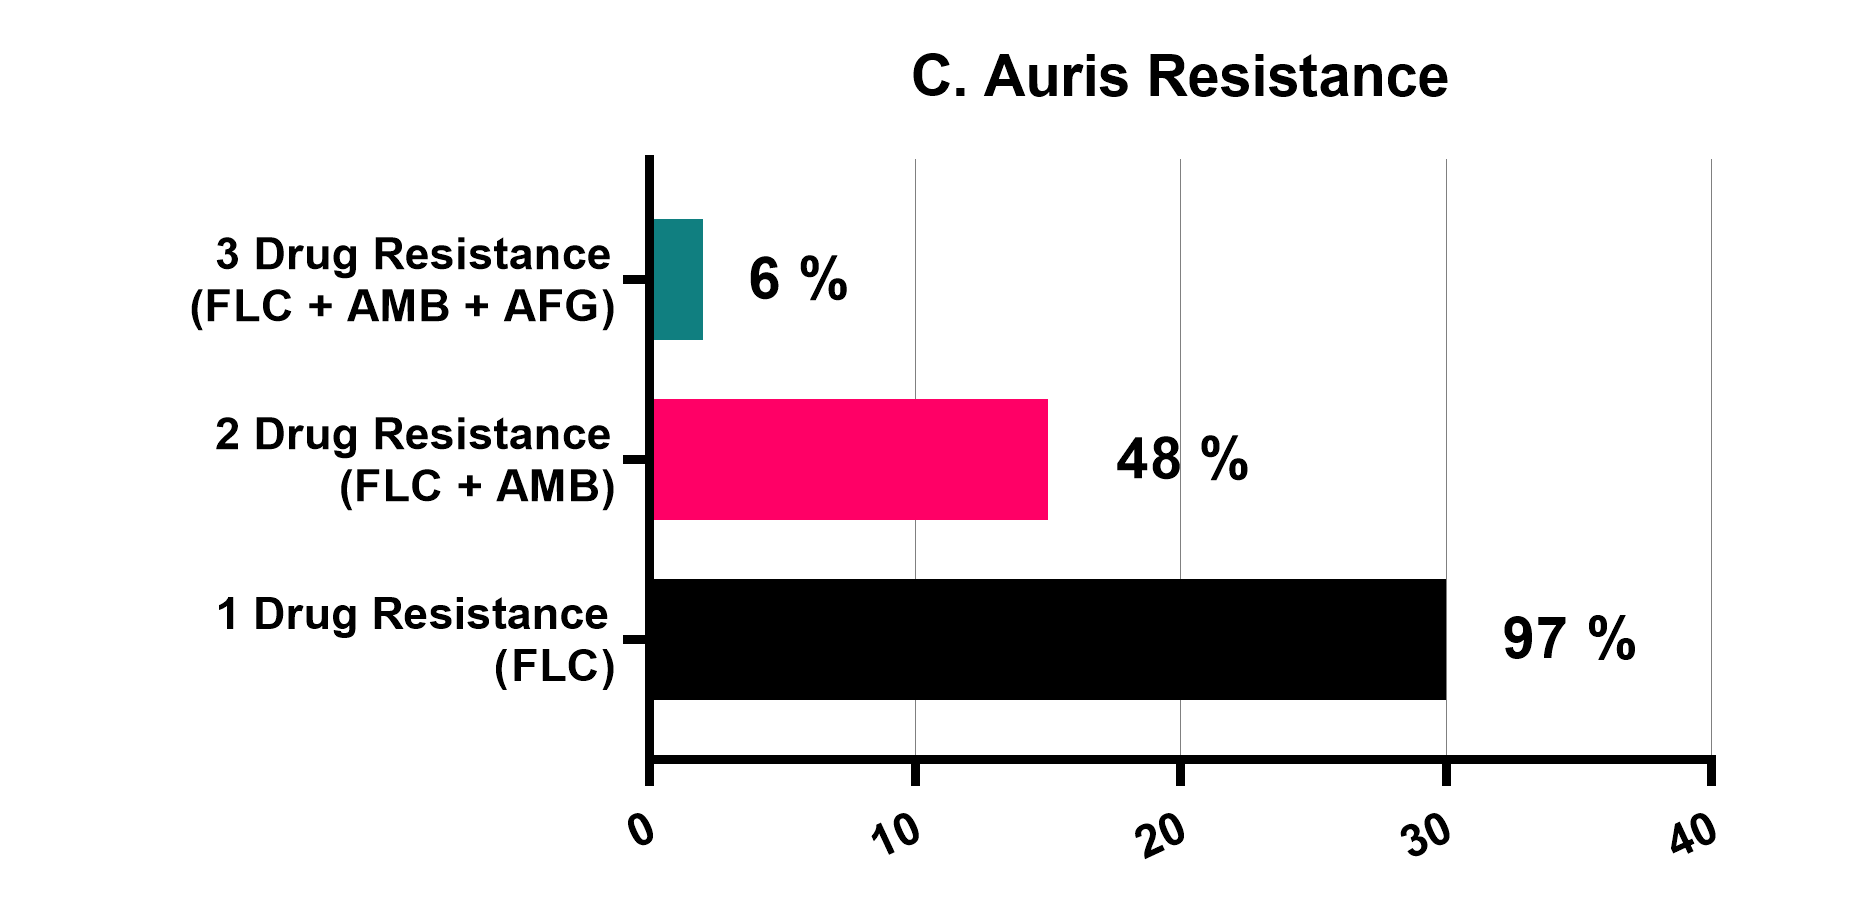 C. Auris Resistance
3 Drug Resistance
(FLC + AMB + AFG)
6 %
2 Drug Resistance
(FLC + AMB)
48 %
1 Drug Resistance
(FLC)
97 %
0 10 20 30 40